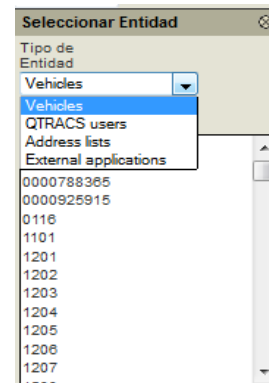 Seleccionar Entidad
Tipo de
Entidad
Vehicles
Vehicles
QTRACS users
Address lists
External applications
0000788365
0000925915
0116
1101
1201
1202
1203
1204
1205
1206
1207